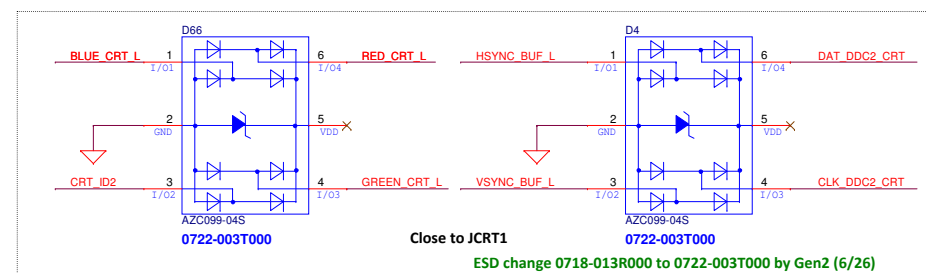 D66
D4
BLUE_CRT_L 1 6 RED_CRT_L HSYNC_BUF_L 1 6 DAT_DDC2_CRT
I/O1 I/O4 I/O1 I/O4
2 5 2 5
GND VDD GND VDD
CRT_ID2 3 4 GREEN_CRT_L VSYNC_BUF_L 3 4 CLK_DDC2_CRT
I/O2 I/O3 I/O2 I/O3
AZC099-04S AZC099-04S
0722-003T000 Close to JCRT1 0722-003T000
ESD change 0718-013R000 to 0722-003T000 by Gen2 (6/26)